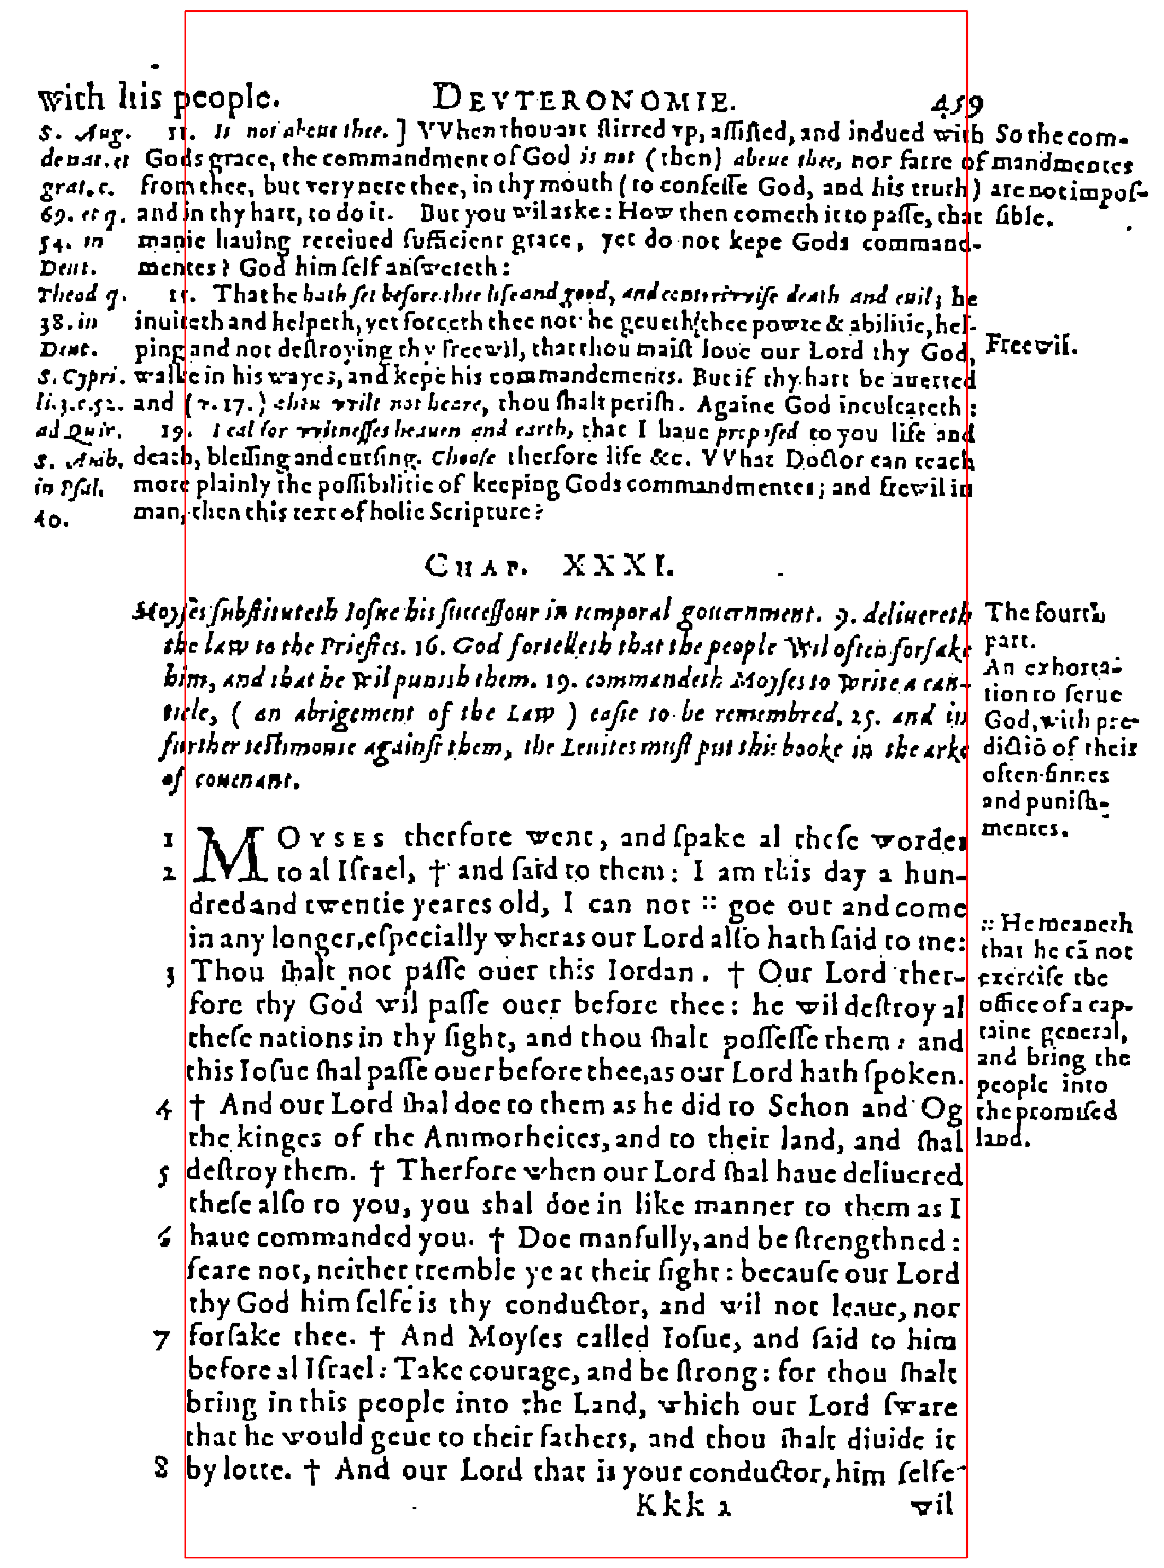 with his people. DEVTERONOMIE. 459
S. Aug. 11. Is not aboue thee. ] VVhen thou art stirred vp, assisted, and indued with So the com-
de nat. et Gods grace, the commandment of God is not (then) aboue thee, nor farre of mandmentes
grat. c. from thee, but very nere thee, in thy mouth (to confesse God, and his truth) are not impos-
69. et q. and in thy hart, to do it. But you wil aske: How then cometh it to passe, that sible.
54. in manie hauing receiued sufficient grace, yet do not kepe Gods command-
Deut. mentes? God himself answereth:
Theod q. 15. That he hath set before thee life and good, and contrariwise death and euil; he
38. in inuiteth and helpeth, yet forceth thee not he geueth thee powre & abilitie, hel-
Deut. ping and not destroying thy freewil, that thou maist loue our Lord thy God, Freewil.
S. Cypri. walke in his wayes, and kepe his commandements. But if thy hart be auerted
li. 3. c. 52. and (v. 17.) thou wilt not heare, thou shalt perish. Againe God inculcateth:
ad Quir. 19. I cal for witnesses heauen and earth, that I haue proposed to you life and
S. Amb. death, blessing and cursing. Choose therfore life &c. VVhat Doctor can teach
in Psal. more plainly the possibilitie of keeping Gods commandmentes; and frewil in
40. man, then this text of holie Scripture?
CHAP. XXXI.
Moyses substituteth Iosue his successour in temporal gouernment. 9. deliuereth
the law to the Priestes. 16. God fortelleth that the people wil often forsake
him, and that he wil punish them. 19. commandeth Moyses to write a can-
ticle, ( an abrigement of the Law ) easie to be remembred. 25. and in
further testimonie against them, the Leuites must put this booke in the arke
of couenant.
The fourth
part.
An exhorta-
tion to serue
God, with pre-
dictiō of their
often sinnes
and punish-
mentes.
1 MOYSES therfore went, and spake al these wordes
2 to al Israel, † and said to them: I am this day a hun-
dred and twentie yeares old, I can not :: goe out and come
in any longer, especially wheras our Lord also hath said to me:
3 Thou shalt not passe ouer this Iordan. † Our Lord ther-
fore thy God wil passe ouer before thee: he wil destroy al
these nations in thy sight, and thou shalt possesse them: and
this Iosue shal passe ouer before thee, as our Lord hath spoken.
4 † And our Lord shal doe to them as he did to Sehon and Og
the kinges of the Ammorheites, and to their land, and shal
5 destroy them. † Therfore when our Lord shal haue deliuered
these also to you, you shal doe in like manner to them as I
6 haue commanded you. † Doe manfully, and be strengthned:
feare not, neither tremble ye at their sight: because our Lord
thy God him selfe is thy conductor, and wil not leaue, nor
7 forsake thee. † And Moyses called Iosue, and said to him
before al Israel: Take courage, and be strong: for thou shalt
bring in this people into the Land, which our Lord sware
that he would geue to their fathers, and thou shalt diuide it
8 by lotte. † And our Lord that is your conductor, him selfe
:: He meaneth
that he cā not
exercise the
office of a cap-
taine general,
and bring the
people into
the promised
land.
Kkk 2 wil